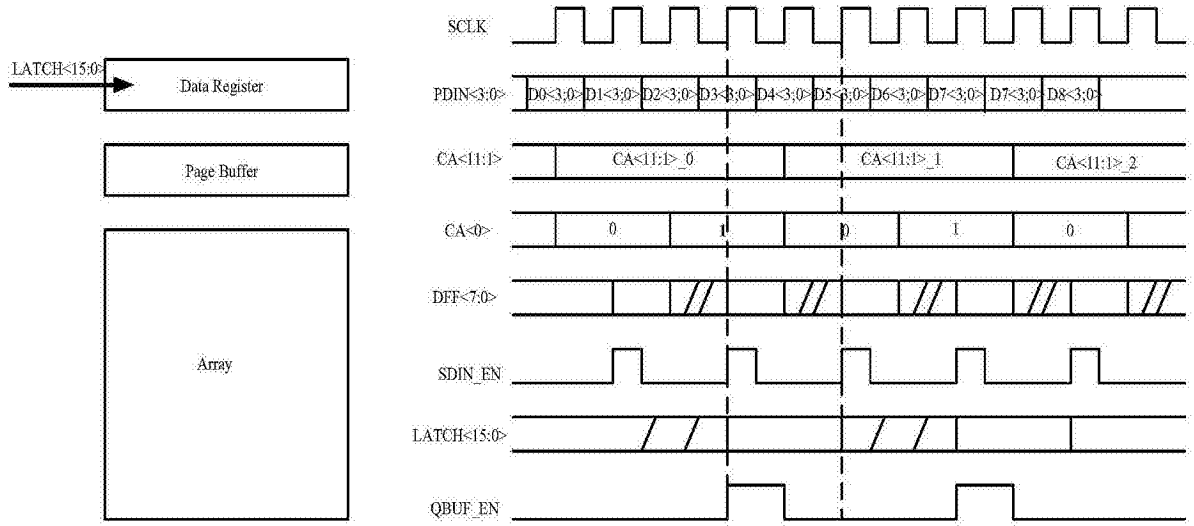 LATCH<15:0>
Data Register
Page Buffer
Array
SCLK
PDIN<3;0> D0<3;0> D1<3;0> D2<3;0> D3<3;0> D4<3;0> D5<3;0> D6<3;0> D7<3;0> D7<3;0> D8<3;0>
CA<11:1> CA<11:1>_0 CA<11:1>_1 CA<11:1>_2
CA<0> 0 1 0 1 0
DFF<7;0>
SDIN_EN
LATCH<15:0>
QBUF_EN